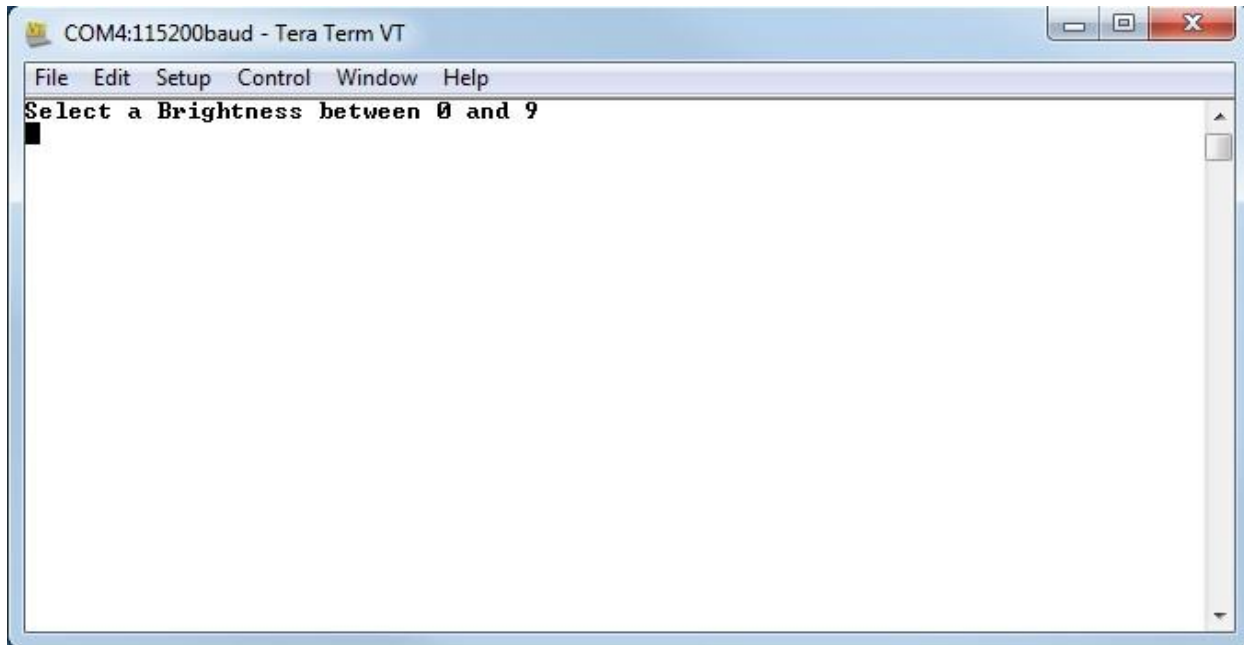 COM4:115200baud - Tera Term VT
File Edit Setup Control Window Help
Select a Brightness between 0 and 9